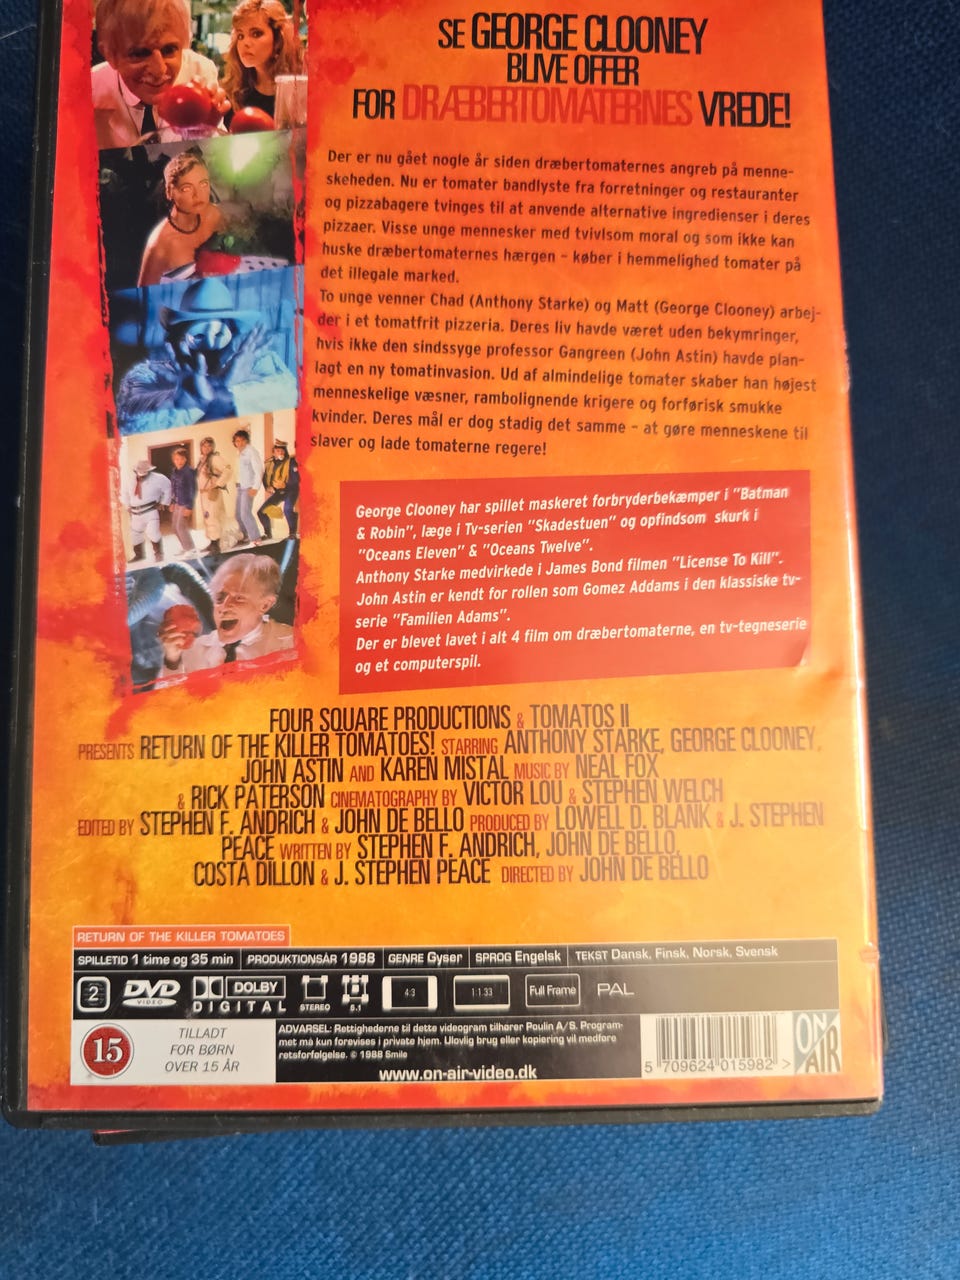 SE GEORGE CLOONEY
BLIVE OFFER
FOR DRÆBERTOMATERNES VREDE!
Der er nu gået nogle år siden dræbertomaternes angreb på menne-
skeheden. Nu er tomater bandlyste fra forretninger og restauranter
og pizzabagere tvinges til at anvende alternative ingredienser i deres
pizzaer. Visse unge mennesker med tvivlsom moral og som ikke kan
huske dræbertomaternes hærgen - køber i hemmelighed tomater på
det illegale marked.
To unge venner Chad (Anthony Starke) og Matt (George Clooney) arbej-
der i et tomatfrit pizzeria. Deres liv havde været uden bekymringer,
hvis ikke den sindssyge professor Gangreen (John Astin) havde plan-
lagt en ny tomatinvasion. Ud af almindelige tomater skaber han højest
menneskelige væsner, rambolignende krigere og forførisk smukke
kvinder. Deres mål er dog stadig det samme - at gøre menneskene til
slaver og lade tomaterne regere!
George Clooney har spillet maskeret forbryderbekæmper i "Batman
& Robin", læge i Tv-serien "Skadestuen" og opfindsom skurk i
"Oceans Eleven" & "Oceans Twelve".
Anthony Starke medvirkede i James Bond filmen "License To Kill".
John Astin er kendt for rollen som Gomez Addams i den klassiske tv-
serie "Familien Adams".
Der er blevet lavet i alt 4 film om dræbertomaterne, en tv-tegneserie
og et computerspil.
FOUR SQUARE PRODUCTIONS & TOMATOS II
PRESENTS RETURN OF THE KILLER TOMATOES! STARRING ANTHONY STARKE, GEORGE CLOONEY,
JOHN ASTIN AND KAREN MISTAL MUSIC BY NEAL FOX
& RICK PATERSON CINEMATOGRAPHY BY VICTOR LOU & STEPHEN WELCH
EDITED BY STEPHEN F. ANDRICH & JOHN DE BELLO PRODUCED BY LOWELL D. BLANK & J. STEPHEN
PEACE WRITTEN BY STEPHEN F. ANDRICH, JOHN DE BELLO,
COSTA DILLON & J. STEPHEN PEACE DIRECTED BY JOHN DE BELLO
RETURN OF THE KILLER TOMATOES
SPILLETID 1 time og 35 min PRODUKTIONSÅR 1988 GENRE Gyser SPROG Engelsk TEKST Dansk, Finsk, Norsk, Svensk
2 DVD VIDEO DOLBY DIGITAL STEREO 5.1 4:3 1:1.33 Full Frame PAL
15
TILLADT
FOR BØRN
OVER 15 ÅR
ADVARSEL: Rettighederne til dette videogram tilhører Poulin A/S. Program-
met må kun forevises i private hjem. Ulovlig brug eller kopiering vil medføre
retsforfølgelse. © 1988 Smile
www.on-air-video.dk
5 709624 015982 >
ON AIR